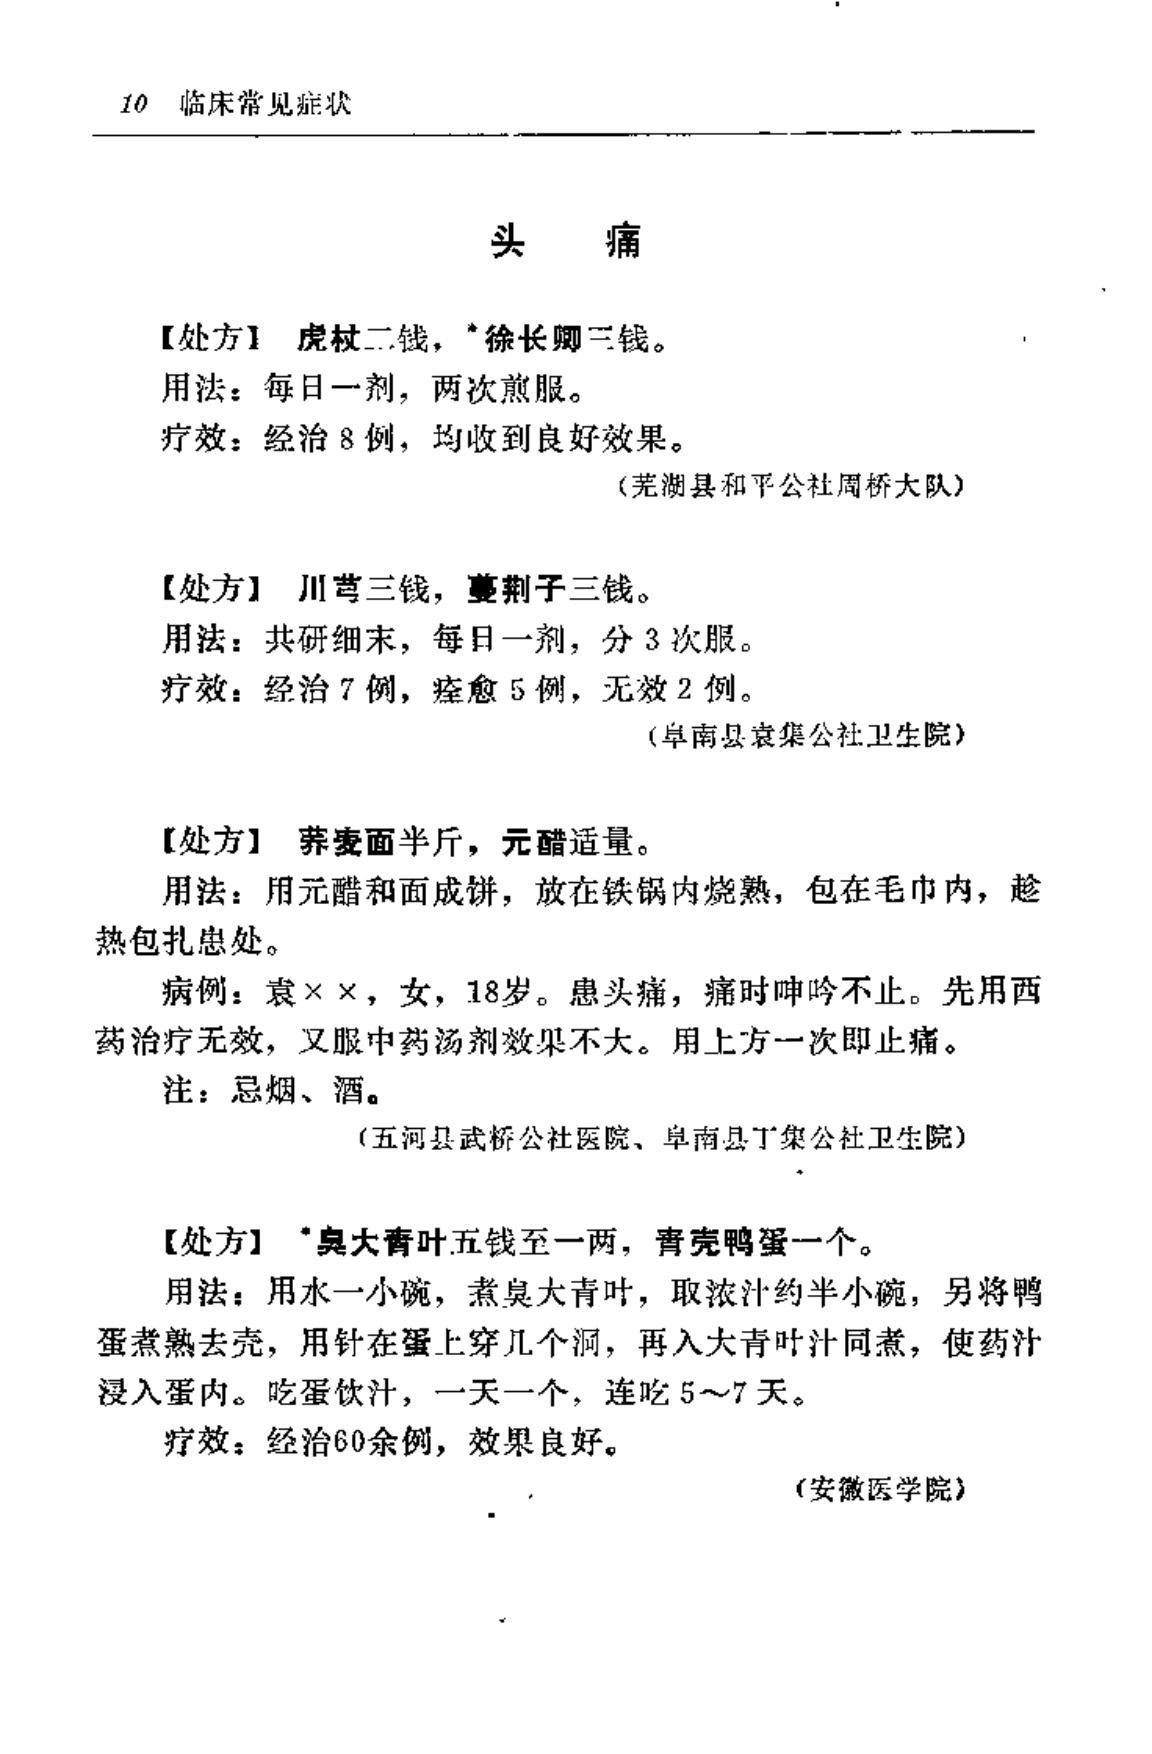 10 临床常见症状
头 痛
【处方】 虎杖二钱，*徐长卿三钱。
用法：每日一剂，两次煎服。
疗效：经治8例，均收到良好效果。
（芜湖县和平公社周桥大队）
【处方】 川芎三钱，蔓荆子三钱。
用法：共研细末，每日一剂，分3次服。
疗效：经治7例，痊愈5例，无效2例。
（阜南县袁集公社卫生院）
【处方】 荞麦面半斤，元醋适量。
用法：用元醋和面成饼，放在铁锅内烧熟，包在毛巾内，趁
热包扎患处。
病例：袁××，女，18岁。患头痛，痛时呻吟不止。先用西
药治疗无效，又服中药汤剂效果不大。用上方一次即止痛。
注：忌烟、酒。
（五河县武桥公社医院、阜南县丁集公社卫生院）
【处方】 *臭大青叶五钱至一两，青壳鸭蛋一个。
用法：用水一小碗，煮臭大青叶，取浓汁约半小碗，另将鸭
蛋煮熟去壳，用针在蛋上穿几个洞，再入大青叶汁同煮，使药汁
浸入蛋内。吃蛋饮汁，一天一个，连吃5～7天。
疗效：经治60余例，效果良好。
（安徽医学院）